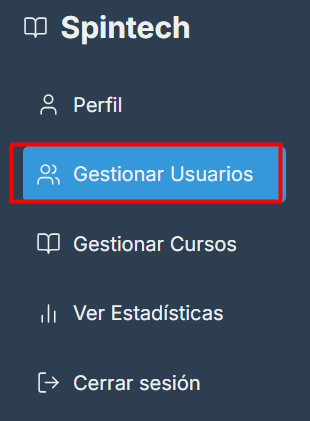 Spintech
Perfil
Gestionar Usuarios
Gestionar Cursos
Ver Estadísticas
Cerrar sesión